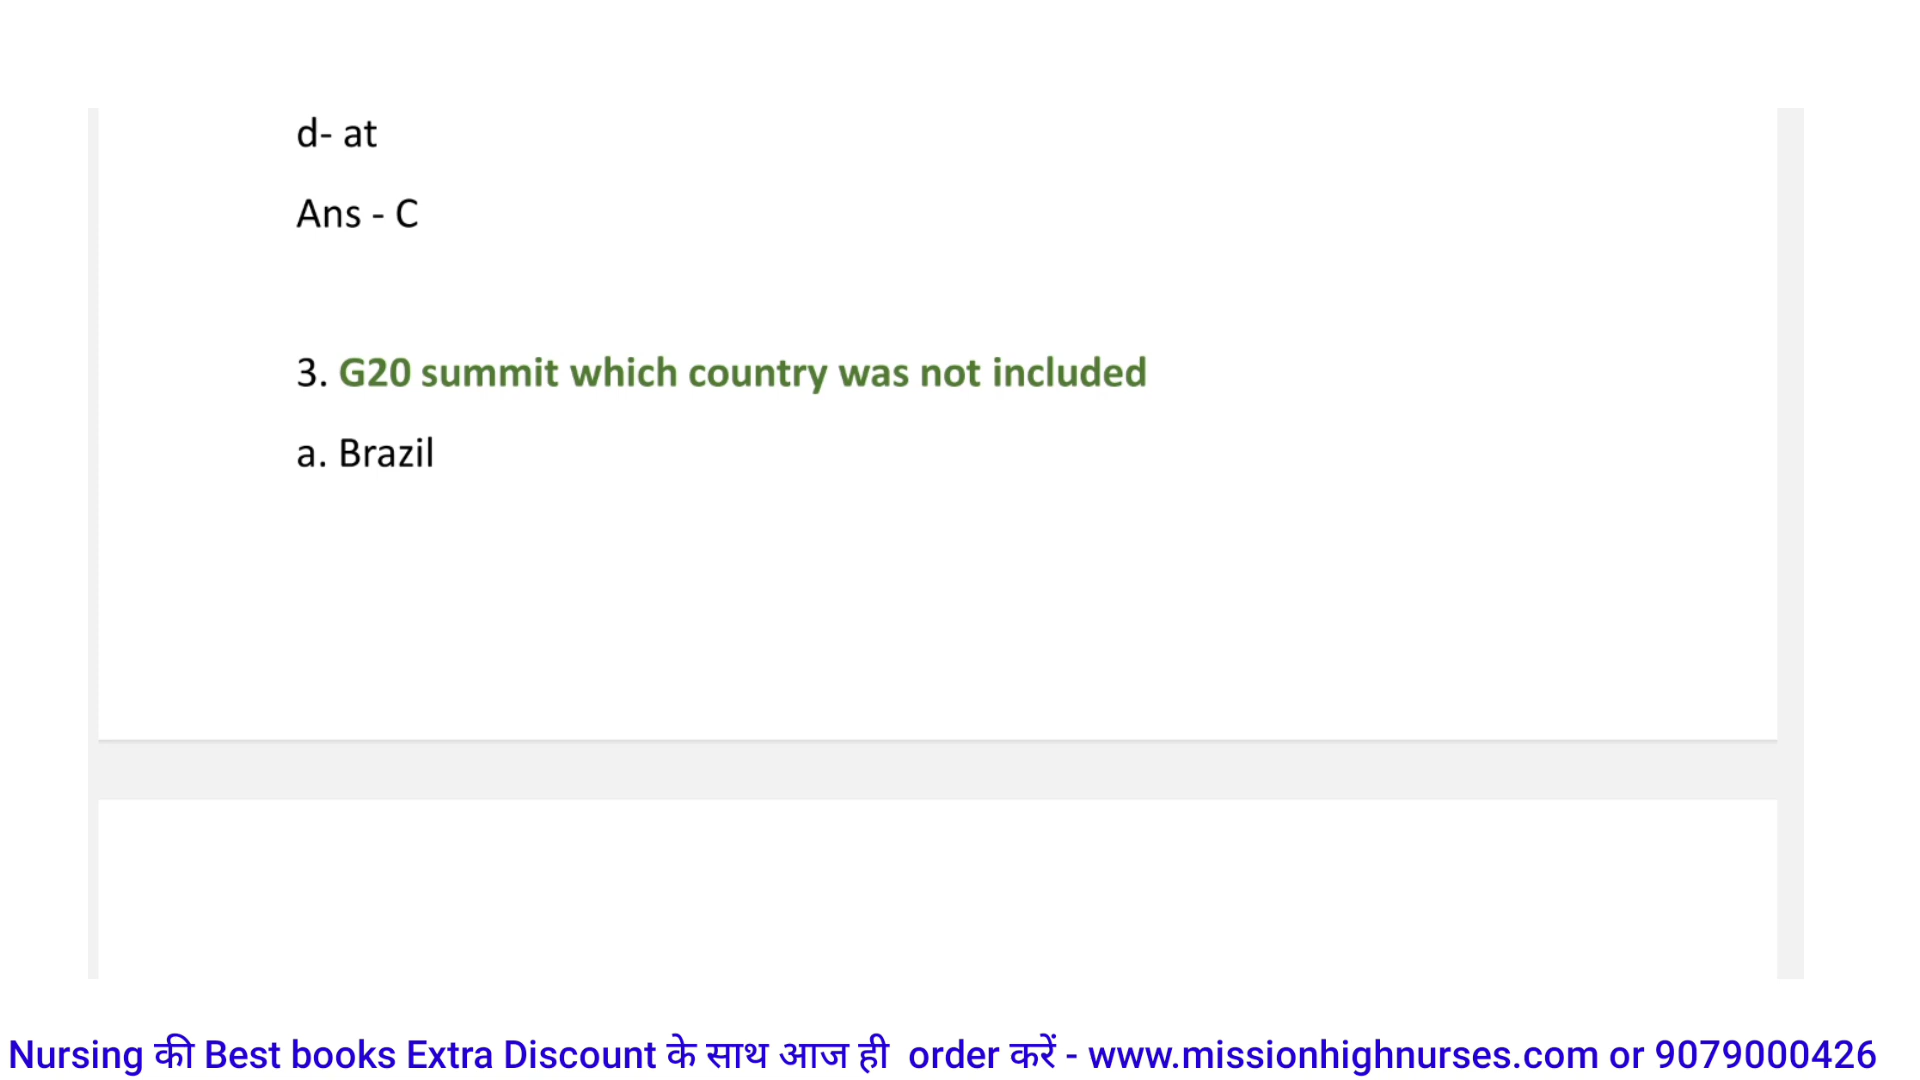 d- at
Ans - C
3. G20 summit which country was not included
a. Brazil
Nursing की Best books Extra Discount के साथ आज ही order करें - www.missionhighnurses.com or 9079000426